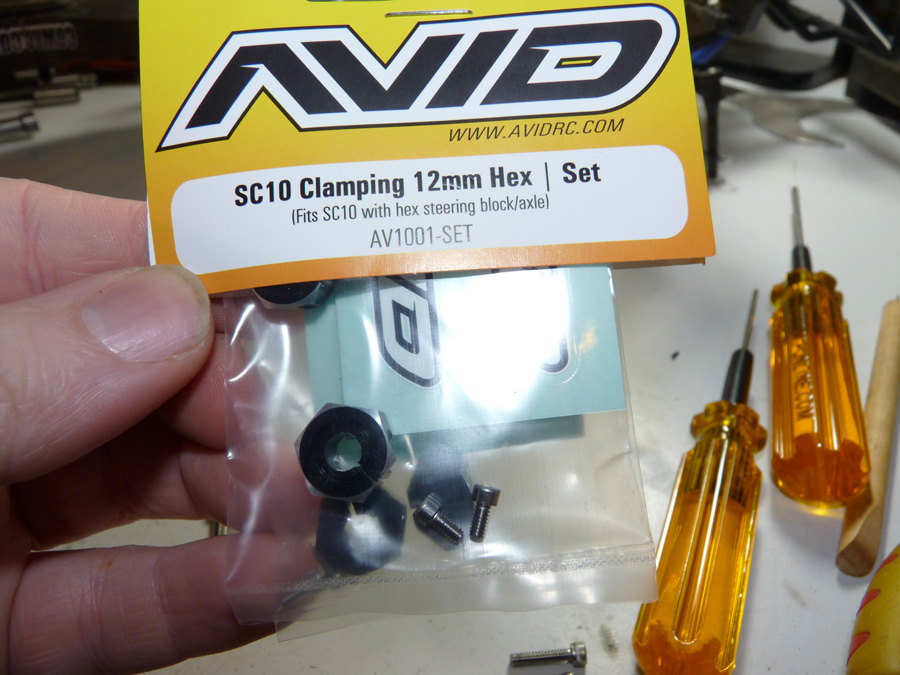 AVID
WWW.AVIDRC.COM
SC10 Clamping 12mm Hex | Set
(Fits SC10 with hex steering block/axle)
AV1001-SET